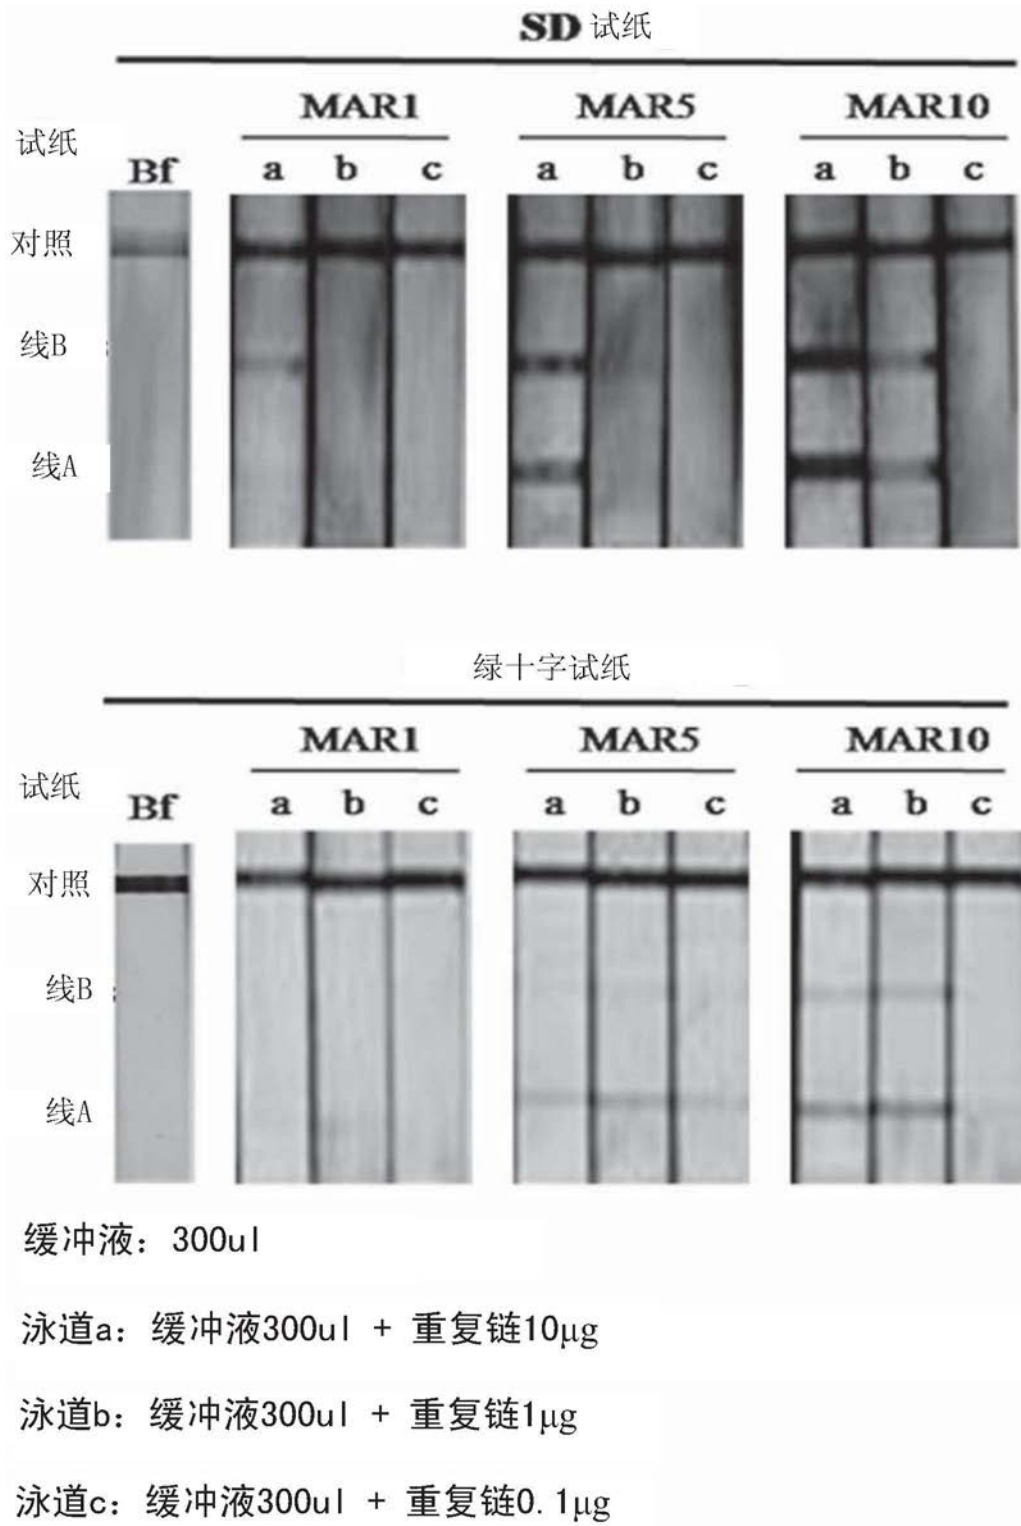 SD 试纸
MAR1 MAR5 MAR10
试纸 Bf a b c a b c a b c
对照
线B
线A
绿十字试纸
MAR1 MAR5 MAR10
试纸 Bf a b c a b c a b c
对照
线B
线A
缓冲液：300ul
泳道a：缓冲液300ul + 重复链10μg
泳道b：缓冲液300ul + 重复链1μg
泳道c：缓冲液300ul + 重复链0.1μg